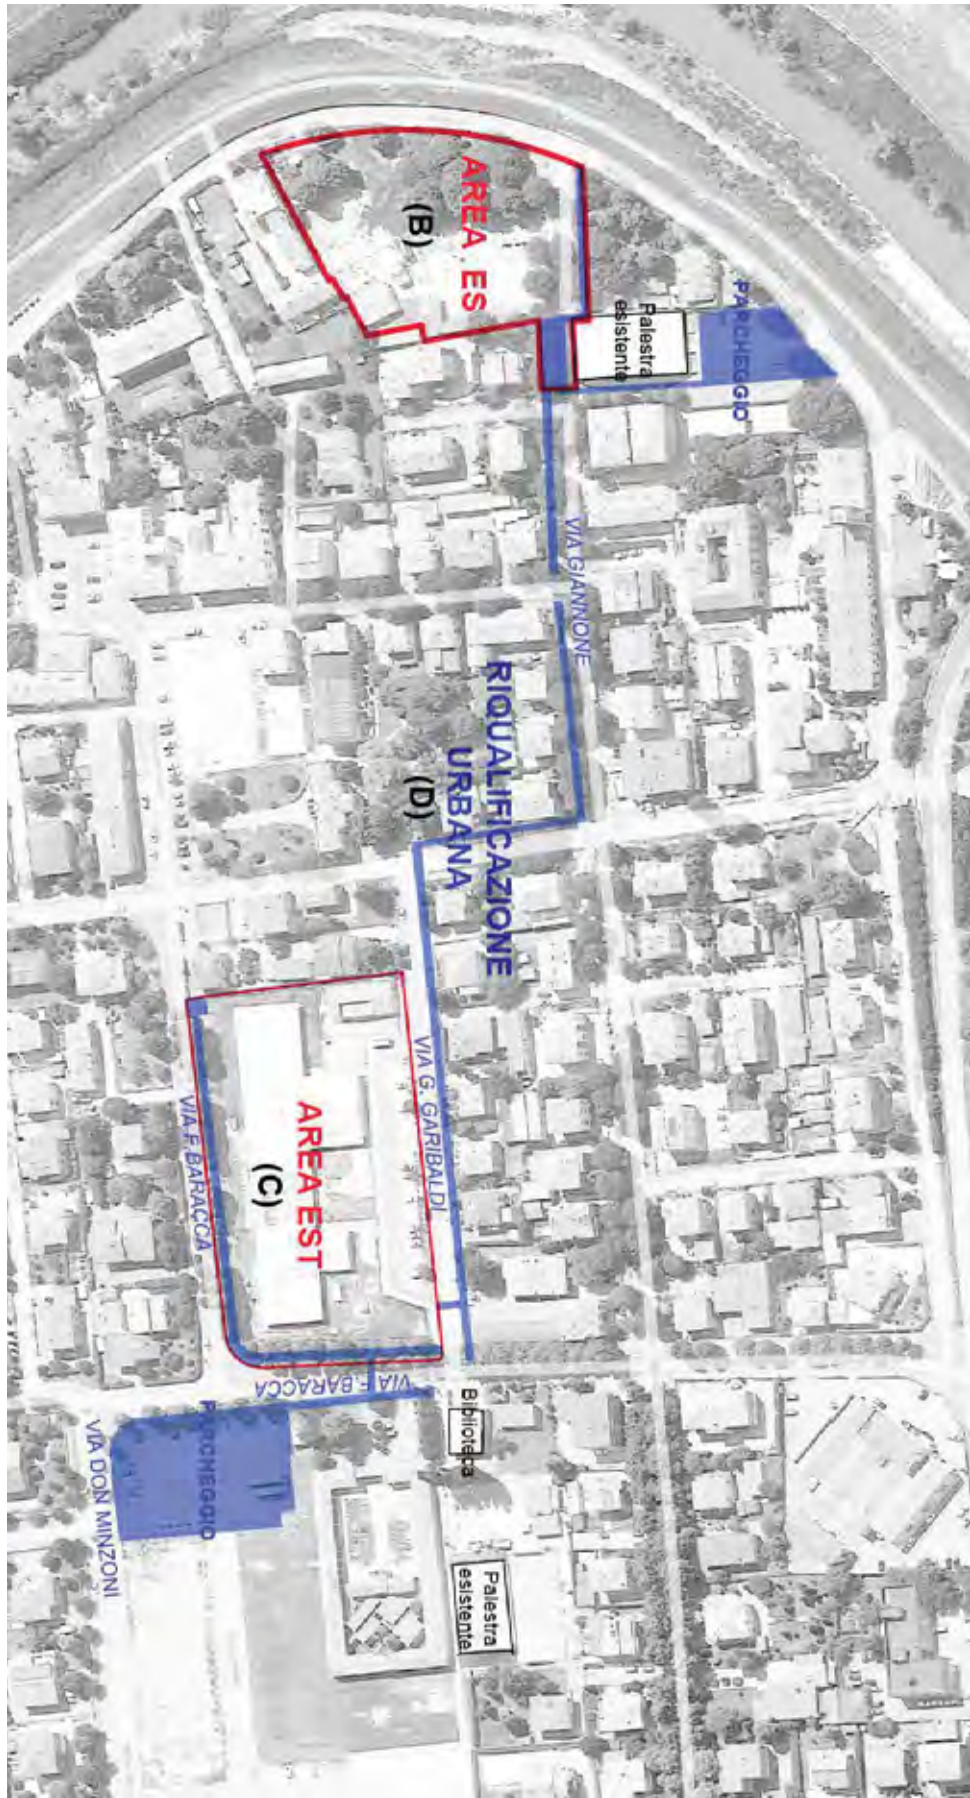 AREA ES
(B)
Palestra
esistente
PARCHEGGIO
VIA GIANNONE
RIQUALIFICAZIONE
URBANA
(D)
VIA G. GARIBALDI
AREA EST
(C)
VIA F.BARACCA
VIA F.BARACCA
Biblioteca
PARCHEGGIO
VIA DON MINZONI
Palestra
esistente